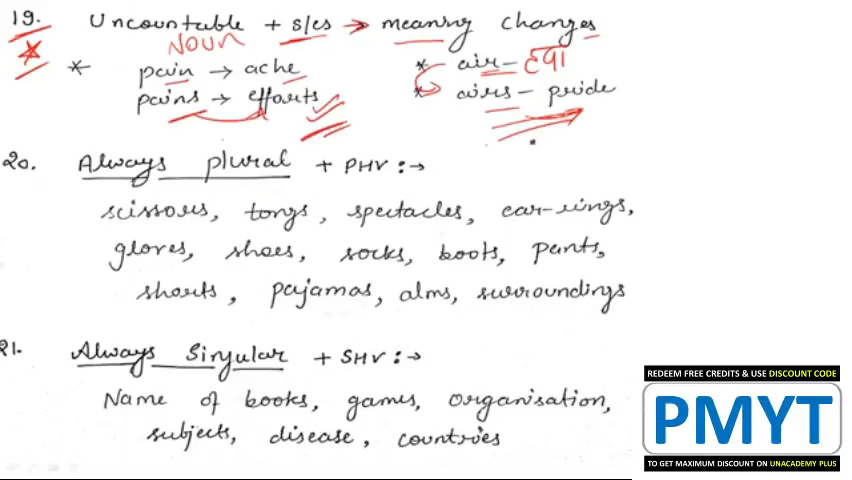 19. Uncountable + s/es → meaning changes
NOUN
* pain → ache
* air - हवा
pains → efforts
* airs - pride
20. Always plural + PHV :→
scissors, tongs, spectacles, ear-rings,
gloves, shoes, socks, boots, pants,
shorts, pajamas, alms, surroundings
21. Always Singular + SHV :→
Name of books, games, organisation,
subjects, disease, countries
REDEEM FREE CREDITS & USE DISCOUNT CODE
PMYT
TO GET MAXIMUM DISCOUNT ON UNACADEMY PLUS